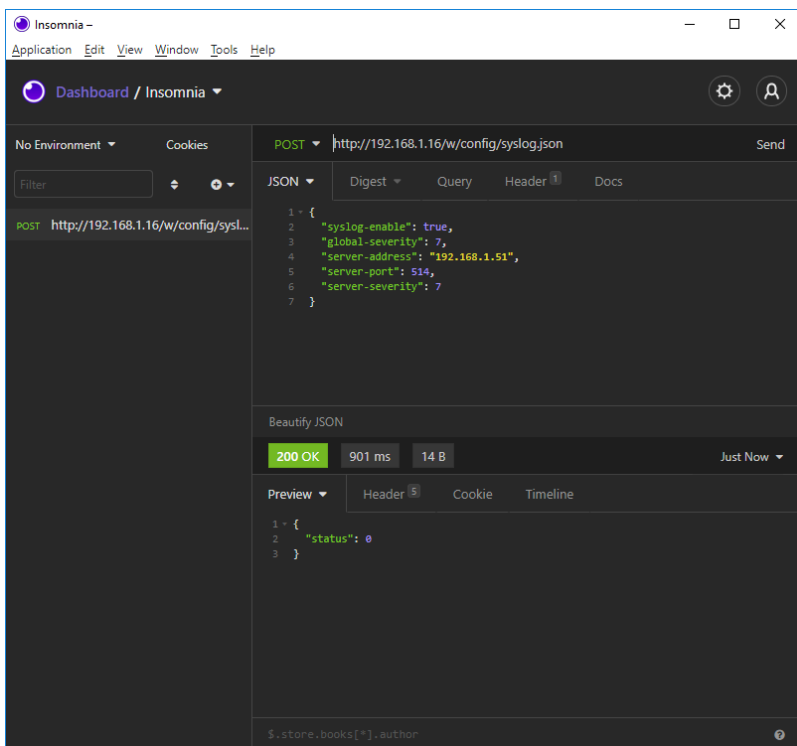 Insomnia –
Application Edit View Window Tools Help
Dashboard / Insomnia
No Environment Cookies
POST http://192.168.1.16/w/config/syslog.json Send
Filter
JSON Digest Query Header 1 Docs
POST http://192.168.1.16/w/config/sysl...
1 {
2 "syslog-enable": true,
3 "global-severity": 7,
4 "server-address": "192.168.1.51",
5 "server-port": 514,
6 "server-severity": 7
7 }
Beautify JSON
200 OK 901 ms 14 B Just Now
Preview Header 5 Cookie Timeline
1 {
2 "status": 0
3 }
$.store.books[*].author